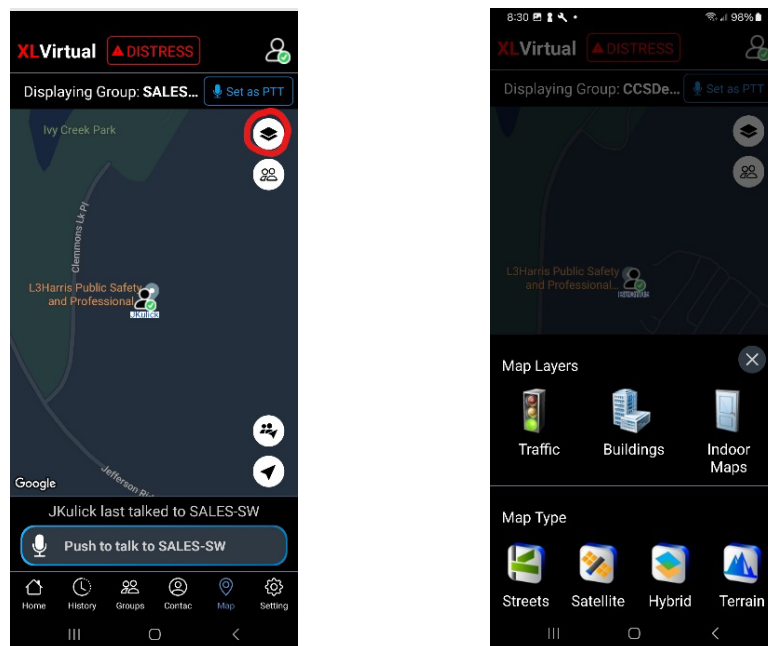 XLVirtual DISTRESS
Displaying Group: SALES... Set as PTT
Ivy Creek Park
Clemmons Lk Pl
L3Harris Public Safety
and Professional...
JKulick
Jefferson Ri
Google
JKulick last talked to SALES-SW
Push to talk to SALES-SW
Home History Groups Contac Map Setting
8:30 98%
XLVirtual DISTRESS
Displaying Group: CCSDe... Set as PTT
L3Harris Public Safety
and Professional...
Map Layers
Traffic Buildings Indoor
Maps
Map Type
Streets Satellite Hybrid Terrain